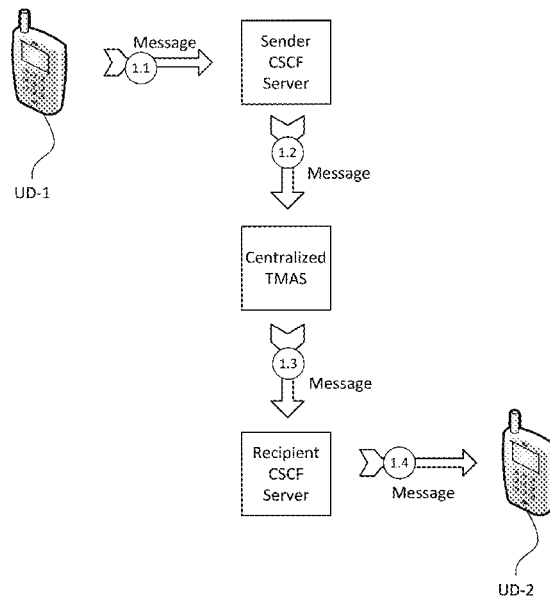 Message
1.1
Sender
CSCF
Server
UD-1
1.2
Message
Centralized
TMAS
1.3
Message
Recipient
CSCF
Server
1.4
Message
UD-2